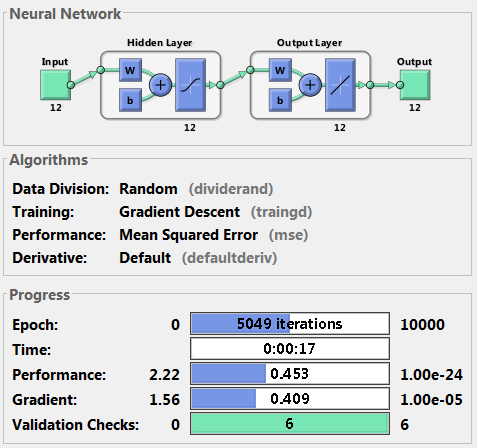 Neural Network
Hidden Layer Output Layer
Input W b + W b + Output
12 12 12 12
Algorithms
Data Division: Random (dividerand)
Training: Gradient Descent (traingd)
Performance: Mean Squared Error (mse)
Derivative: Default (defaultderiv)
Progress
Epoch: 0 5049 iterations 10000
Time: 0:00:17
Performance: 2.22 0.453 1.00e-24
Gradient: 1.56 0.409 1.00e-05
Validation Checks: 0 6 6